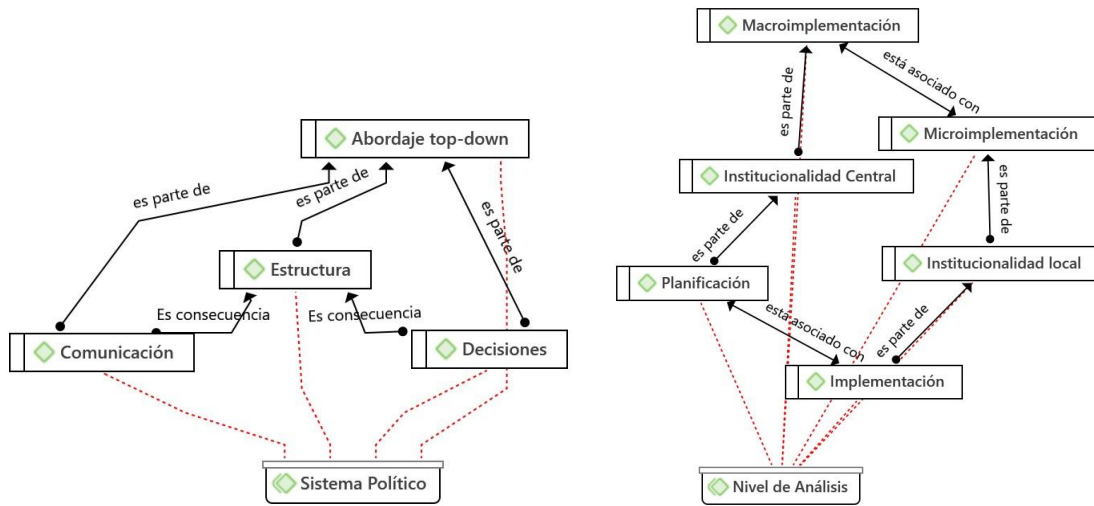 Abordaje top-down
es parte de
es parte de
es parte de
Estructura
Es consecuencia
Es consecuencia
Comunicación
Decisiones
Sistema Político
Macroimplementación
está asociado con
es parte de
Microimplementación
Institucionalidad Central
es parte de
es parte de
Institucionalidad local
Planificación
está asociado con
es parte de
Implementación
Nivel de Análisis